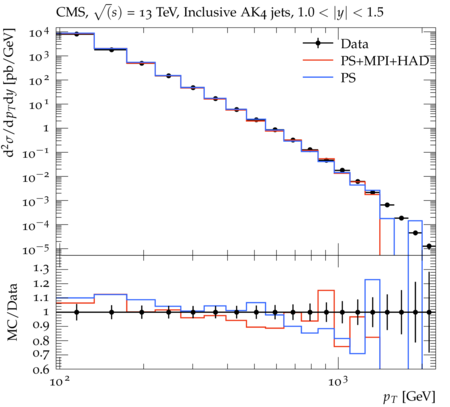 CMS, √(s) = 13 TeV, Inclusive AK4 jets, 1.0 < |y| < 1.5
Data
PS+MPI+HAD
PS
d²σ/dp_T dy [pb/GeV]
10⁴
10³
10²
10¹
1
10⁻¹
10⁻²
10⁻³
10⁻⁴
10⁻⁵
MC/Data
1.3
1.2
1.1
1
0.9
0.8
0.7
0.6
10² 10³
p_T [GeV]